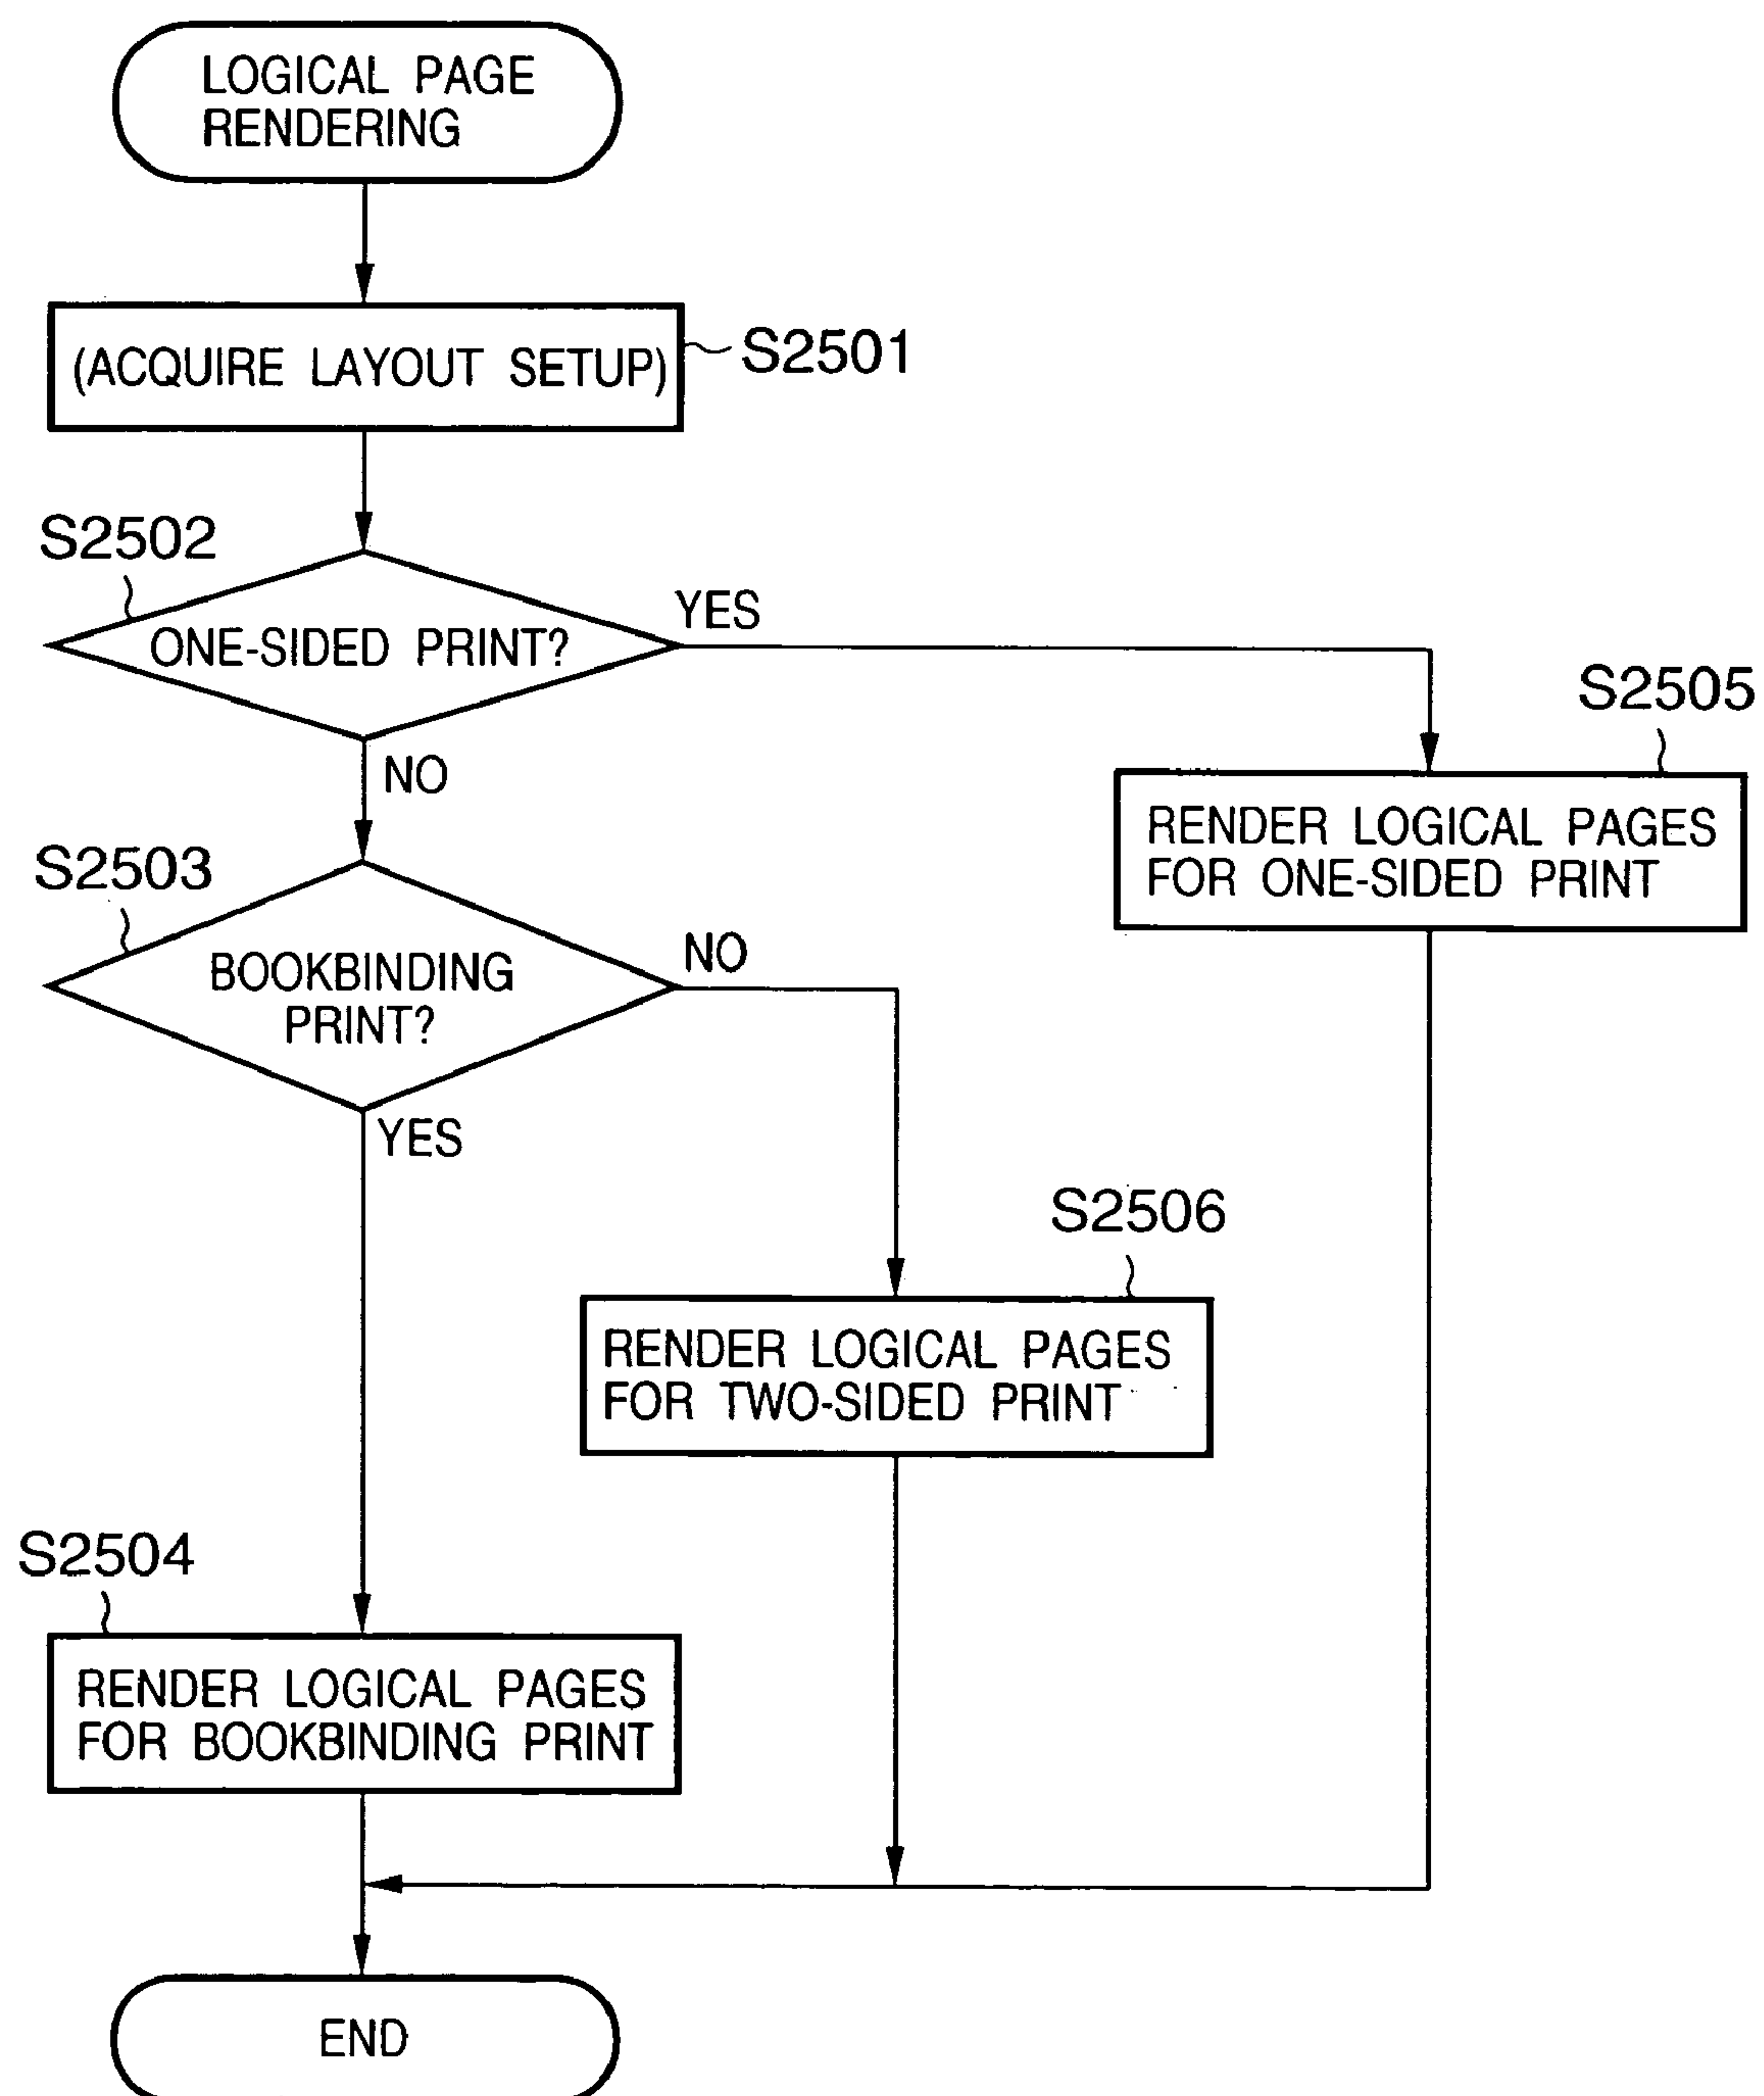 LOGICAL PAGE
RENDERING
(ACQUIRE LAYOUT SETUP)
S2501
S2502
ONE-SIDED PRINT?
YES
NO
S2505
RENDER LOGICAL PAGES
FOR ONE-SIDED PRINT
S2503
BOOKBINDING
PRINT?
NO
YES
S2506
RENDER LOGICAL PAGES
FOR TWO-SIDED PRINT
S2504
RENDER LOGICAL PAGES
FOR BOOKBINDING PRINT
END